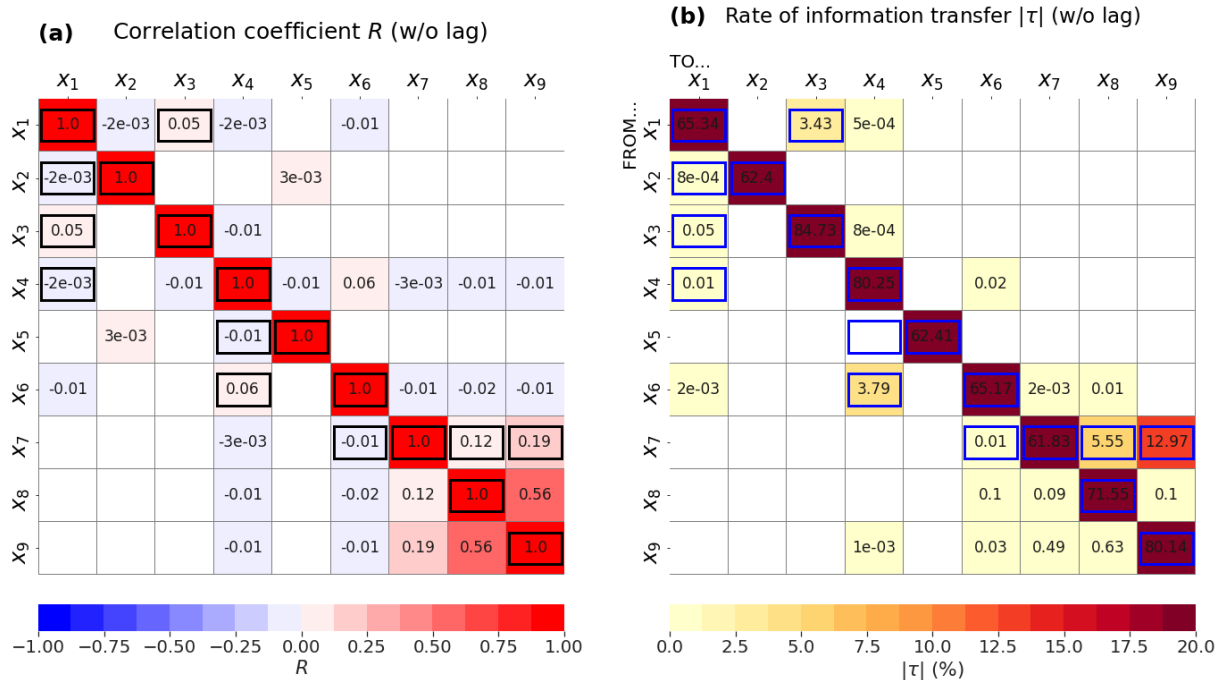 (a) Correlation coefficient R (w/o lag)
x1 x2 x3 x4 x5 x6 x7 x8 x9
x1 1.0 -2e-03 0.05 -2e-03 -0.01
x2 -2e-03 1.0 3e-03
x3 0.05 1.0 -0.01
x4 -2e-03 -0.01 1.0 -0.01 0.06 -3e-03 -0.01 -0.01
x5 3e-03 -0.01 1.0
x6 -0.01 0.06 1.0 -0.01 -0.02 -0.01
x7 -3e-03 -0.01 1.0 0.12 0.19
x8 -0.01 -0.02 0.12 1.0 0.56
x9 -0.01 -0.01 0.19 0.56 1.0
−1.00 −0.75 −0.50 −0.25 0.00 0.25 0.50 0.75 1.00
R
(b) Rate of information transfer |τ| (w/o lag)
TO...
x1 x2 x3 x4 x5 x6 x7 x8 x9
FROM...
x1 65.34 3.43 5e-04
x2 8e-04 62.4
x3 0.05 84.73 8e-04
x4 0.01 80.25 0.02
x5 62.41
x6 2e-03 3.79 65.17 2e-03 0.01
x7 0.01 61.83 5.55 12.97
x8 0.1 0.09 71.55 0.1
x9 1e-03 0.03 0.49 0.63 80.14
0.0 2.5 5.0 7.5 10.0 12.5 15.0 17.5 20.0
|τ| (%)